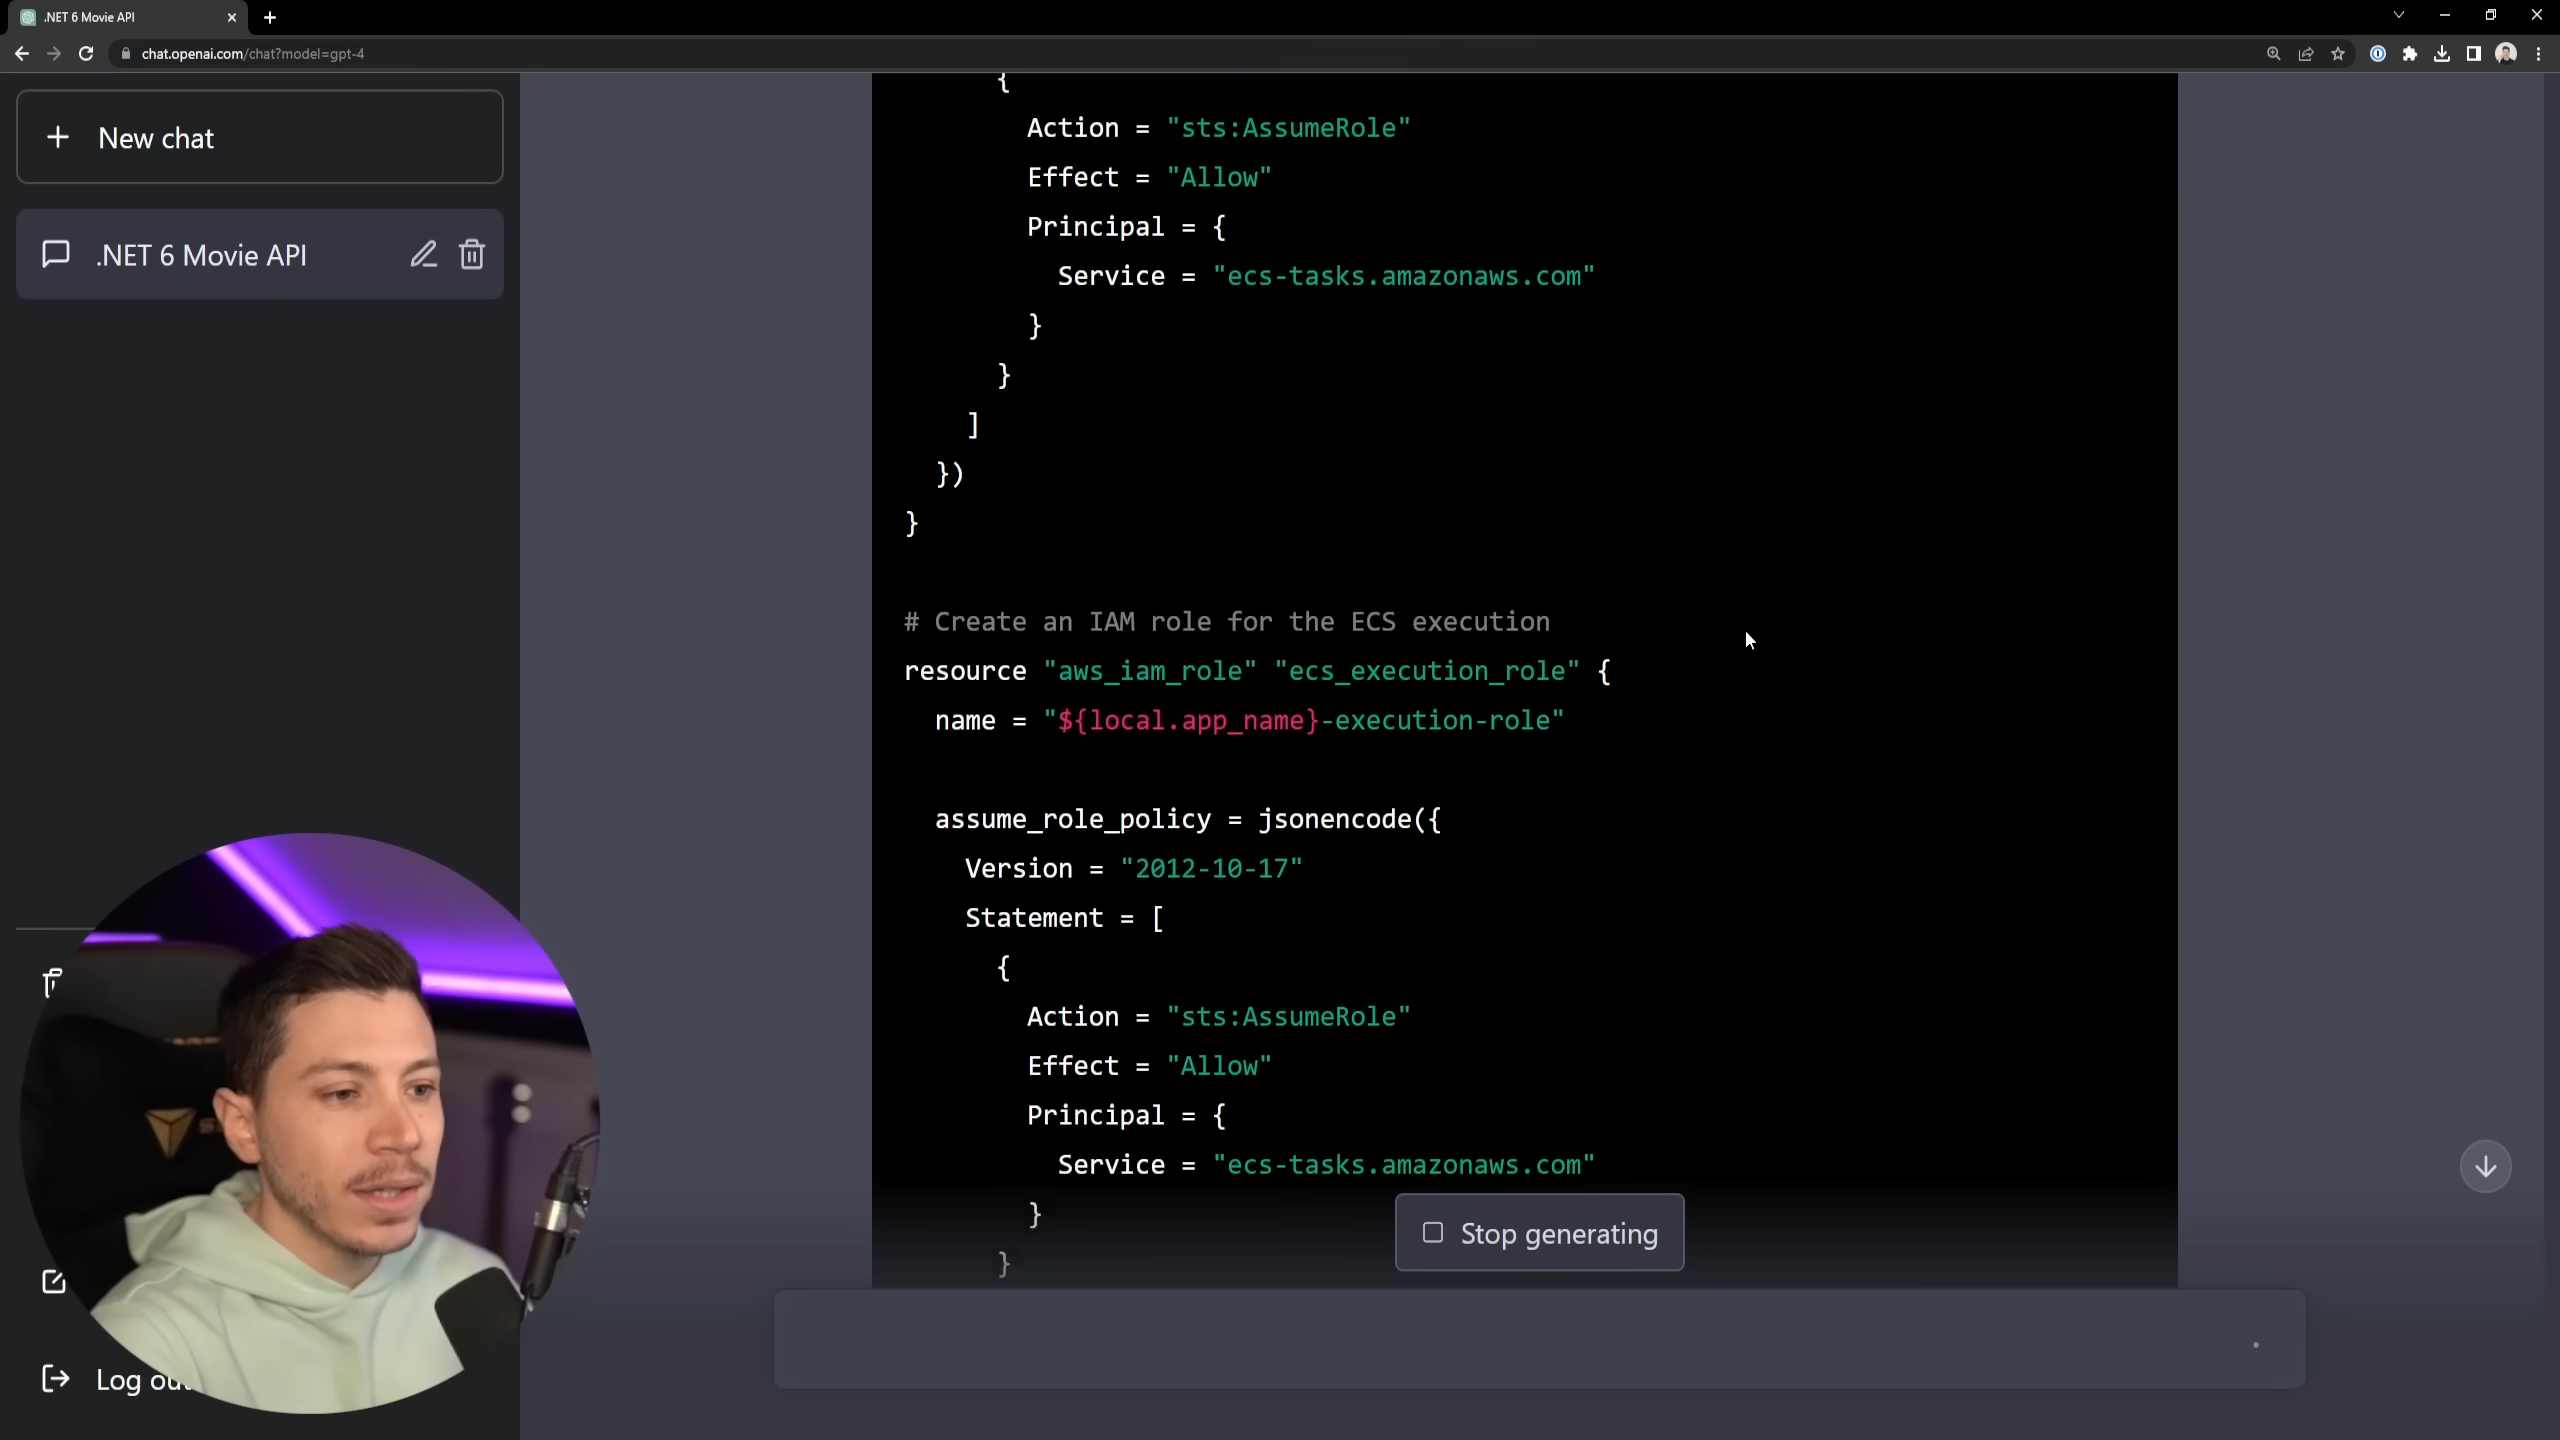 .NET 6 Movie API
chat.openai.com/chat?model=gpt-4
New chat
.NET 6 Movie API
Log out
{
Action = "sts:AssumeRole"
Effect = "Allow"
Principal = {
Service = "ecs-tasks.amazonaws.com"
}
}
]
})
}
# Create an IAM role for the ECS execution
resource "aws_iam_role" "ecs_execution_role" {
name = "${local.app_name}-execution-role"
assume_role_policy = jsonencode({
Version = "2012-10-17"
Statement = [
{
Action = "sts:AssumeRole"
Effect = "Allow"
Principal = {
Service = "ecs-tasks.amazonaws.com"
}
}
Stop generating